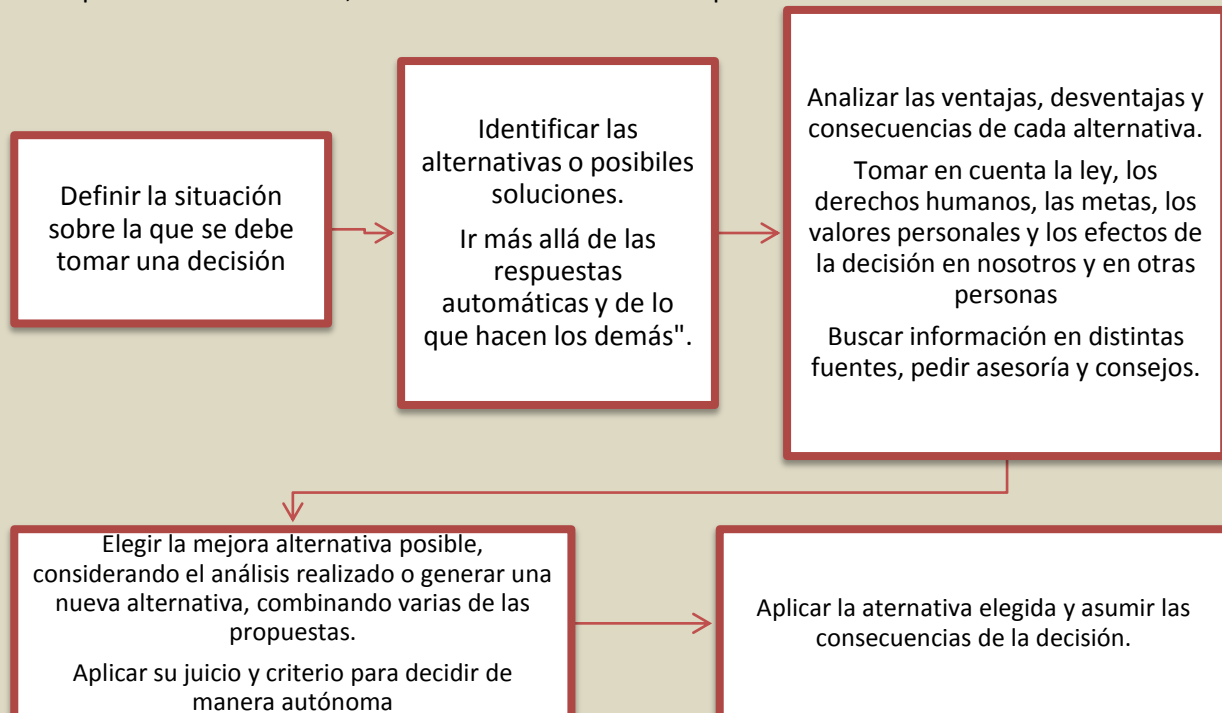 Definir la situación
sobre la que se debe
tomar una decisión
Identificar las
alternativas o posibiles
soluciones.
Ir más allá de las
respuestas
automáticas y de lo
que hacen los demás".
Analizar las ventajas, desventajas y
consecuencias de cada alternativa.
Tomar en cuenta la ley, los
derechos humanos, las metas, los
valores personales y los efectos de
la decisión en nosotros y en otras
personas
Buscar información en distintas
fuentes, pedir asesoría y consejos.
Elegir la mejora alternativa posible,
considerando el análisis realizado o generar una
nueva alternativa, combinando varias de las
propuestas.
Aplicar su juicio y criterio para decidir de
manera autónoma
Aplicar la aternativa elegida y asumir las
consecuencias de la decisión.